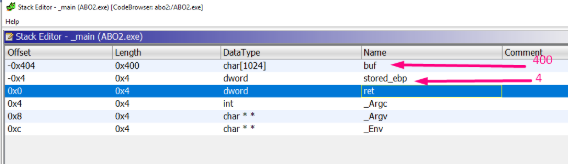 Stack Editor - _main (ABO2.exe) [CodeBrowser: abo2:/ABO2.exe]
Help
Stack Editor - _main (ABO2.exe)
Offset Length DataType Name Comment
-0x404 0x400 char[1024] buf 400
-0x4 0x4 dword stored_ebp 4
0x0 0x4 dword ret
0x4 0x4 int _Argc
0x8 0x4 char * * _Argv
0xc 0x4 char * * _Env